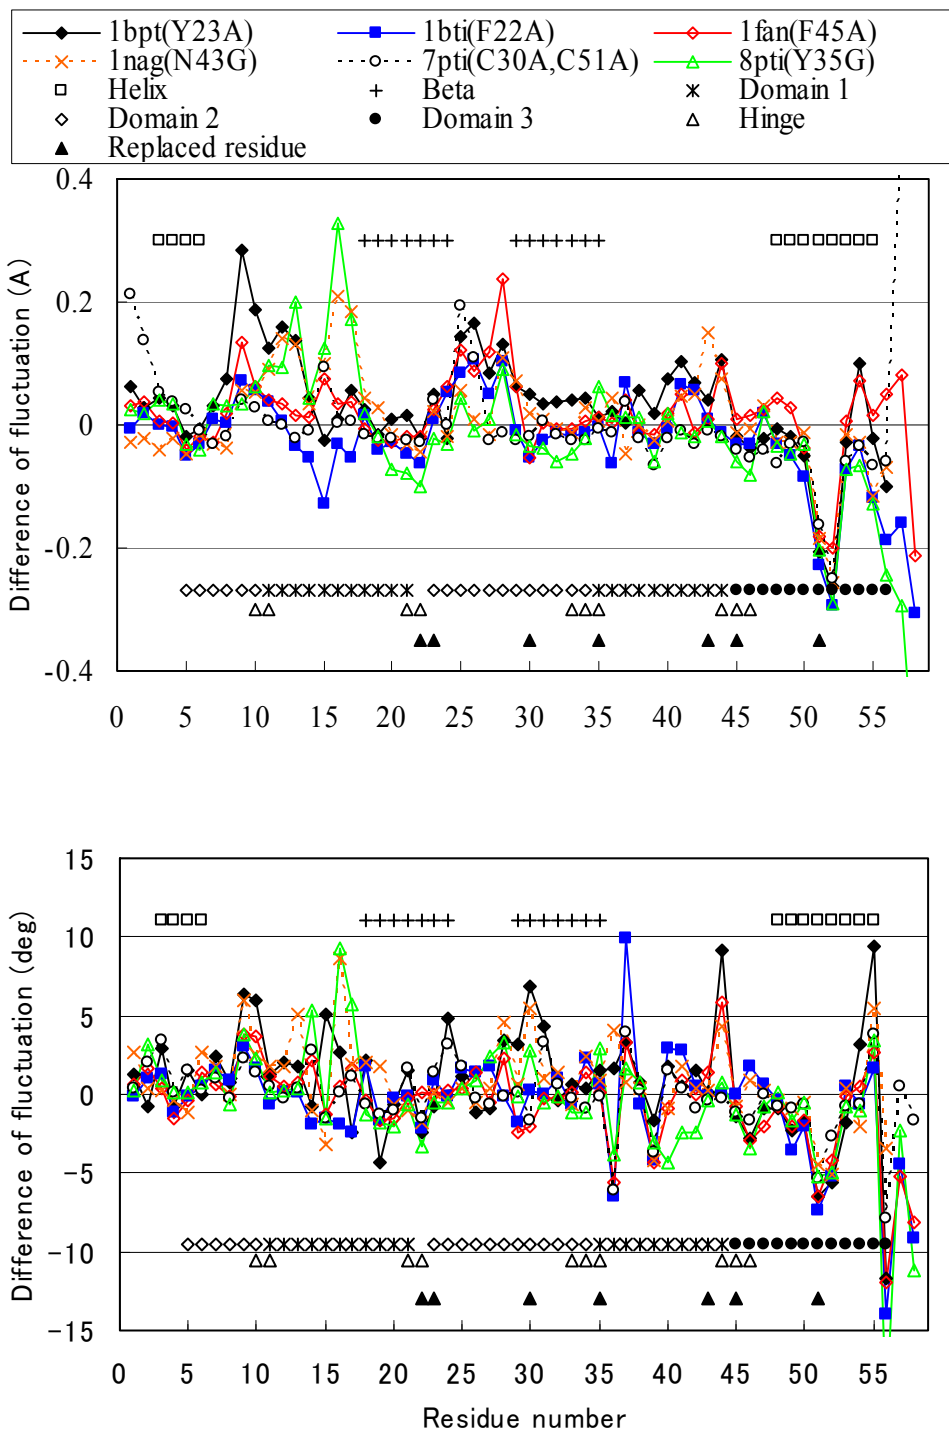 1bpt(Y23A) 1bti(F22A) 1fan(F45A)
1nag(N43G) 7pti(C30A,C51A) 8pti(Y35G)
Helix Beta Domain 1
Domain 2 Domain 3 Hinge
Replaced residue
Difference of fluctuation (A)
0.4
0.2
0
-0.2
-0.4
0 5 10 15 20 25 30 35 40 45 50 55
Difference of fluctuation (deg)
15
10
5
0
-5
-10
-15
0 5 10 15 20 25 30 35 40 45 50 55
Residue number